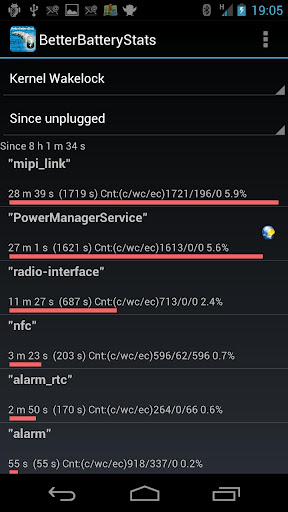 19:05
BetterBatteryStats
Kernel Wakelock
Since unplugged
Since 8 h 1 m 34 s
"mipi_link"
28 m 39 s (1719 s) Cnt:(c/wc/ec)1721/196/0 5.9%
"PowerManagerService"
27 m 1 s (1621 s) Cnt:(c/wc/ec)1613/0/0 5.6%
"radio-interface"
11 m 27 s (687 s) Cnt:(c/wc/ec)713/0/0 2.4%
"nfc"
3 m 23 s (203 s) Cnt:(c/wc/ec)596/62/596 0.7%
"alarm_rtc"
2 m 50 s (170 s) Cnt:(c/wc/ec)264/0/66 0.6%
"alarm"
55 s (55 s) Cnt:(c/wc/ec)918/337/0 0.2%